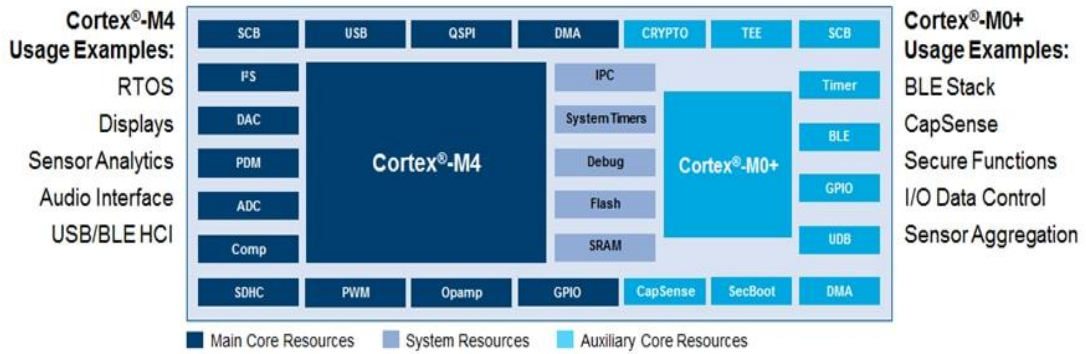 Cortex®-M4
Usage Examples:
RTOS
Displays
Sensor Analytics
Audio Interface
USB/BLE HCI
SCB
USB
QSPI
DMA
CRYPTO
TEE
SCB
I²S
DAC
PDM
ADC
Comp
Cortex®-M4
IPC
System Timers
Debug
Flash
SRAM
Cortex®-M0+
Timer
BLE
GPIO
UDB
SDHC
PWM
Opamp
GPIO
CapSense
SecBoot
DMA
Cortex®-M0+
Usage Examples:
BLE Stack
CapSense
Secure Functions
I/O Data Control
Sensor Aggregation
Main Core Resources
System Resources
Auxiliary Core Resources